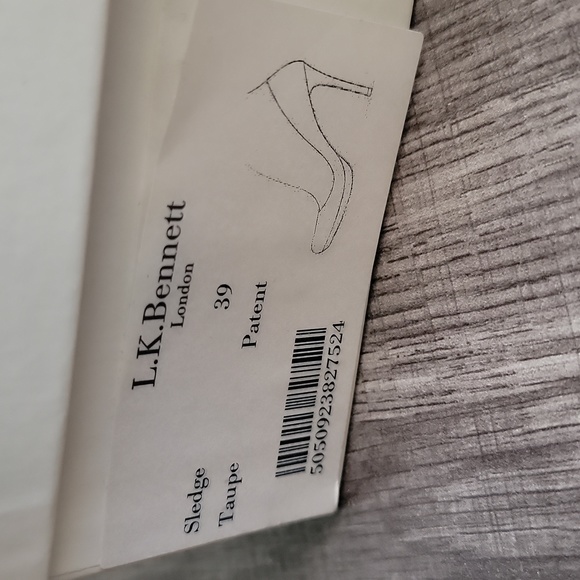 L.K.Bennett
London
Sledge 39
Taupe Patent
5050923827524